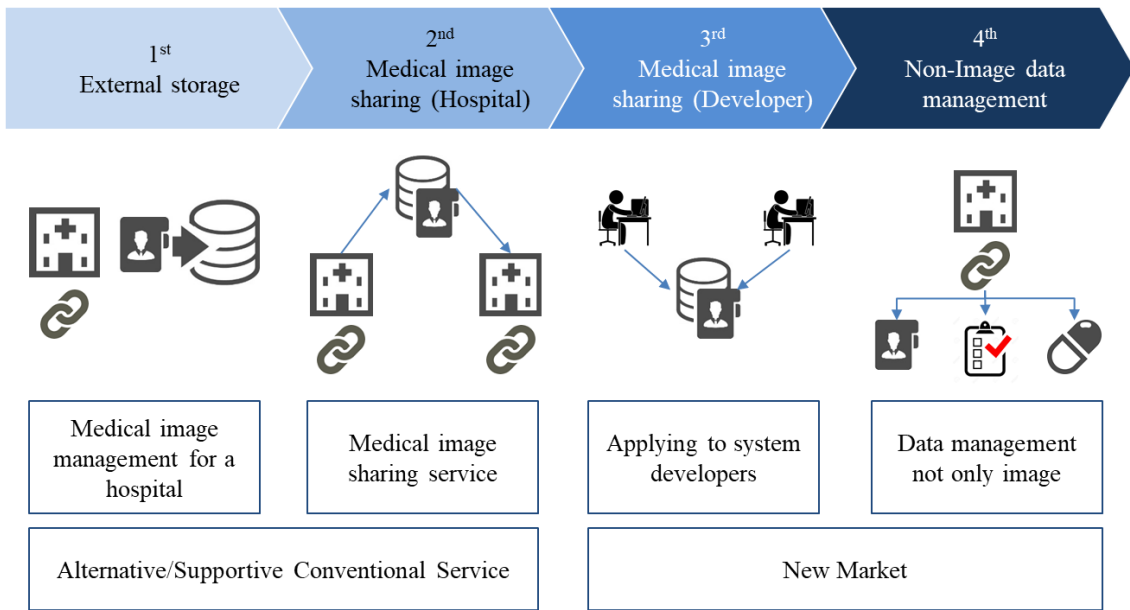 1st
External storage
2nd
Medical image
sharing (Hospital)
3rd
Medical image
sharing (Developer)
4th
Non-Image data
management
Medical image
management for a
hospital
Medical image
sharing service
Applying to system
developers
Data management
not only image
Alternative/Supportive Conventional Service
New Market